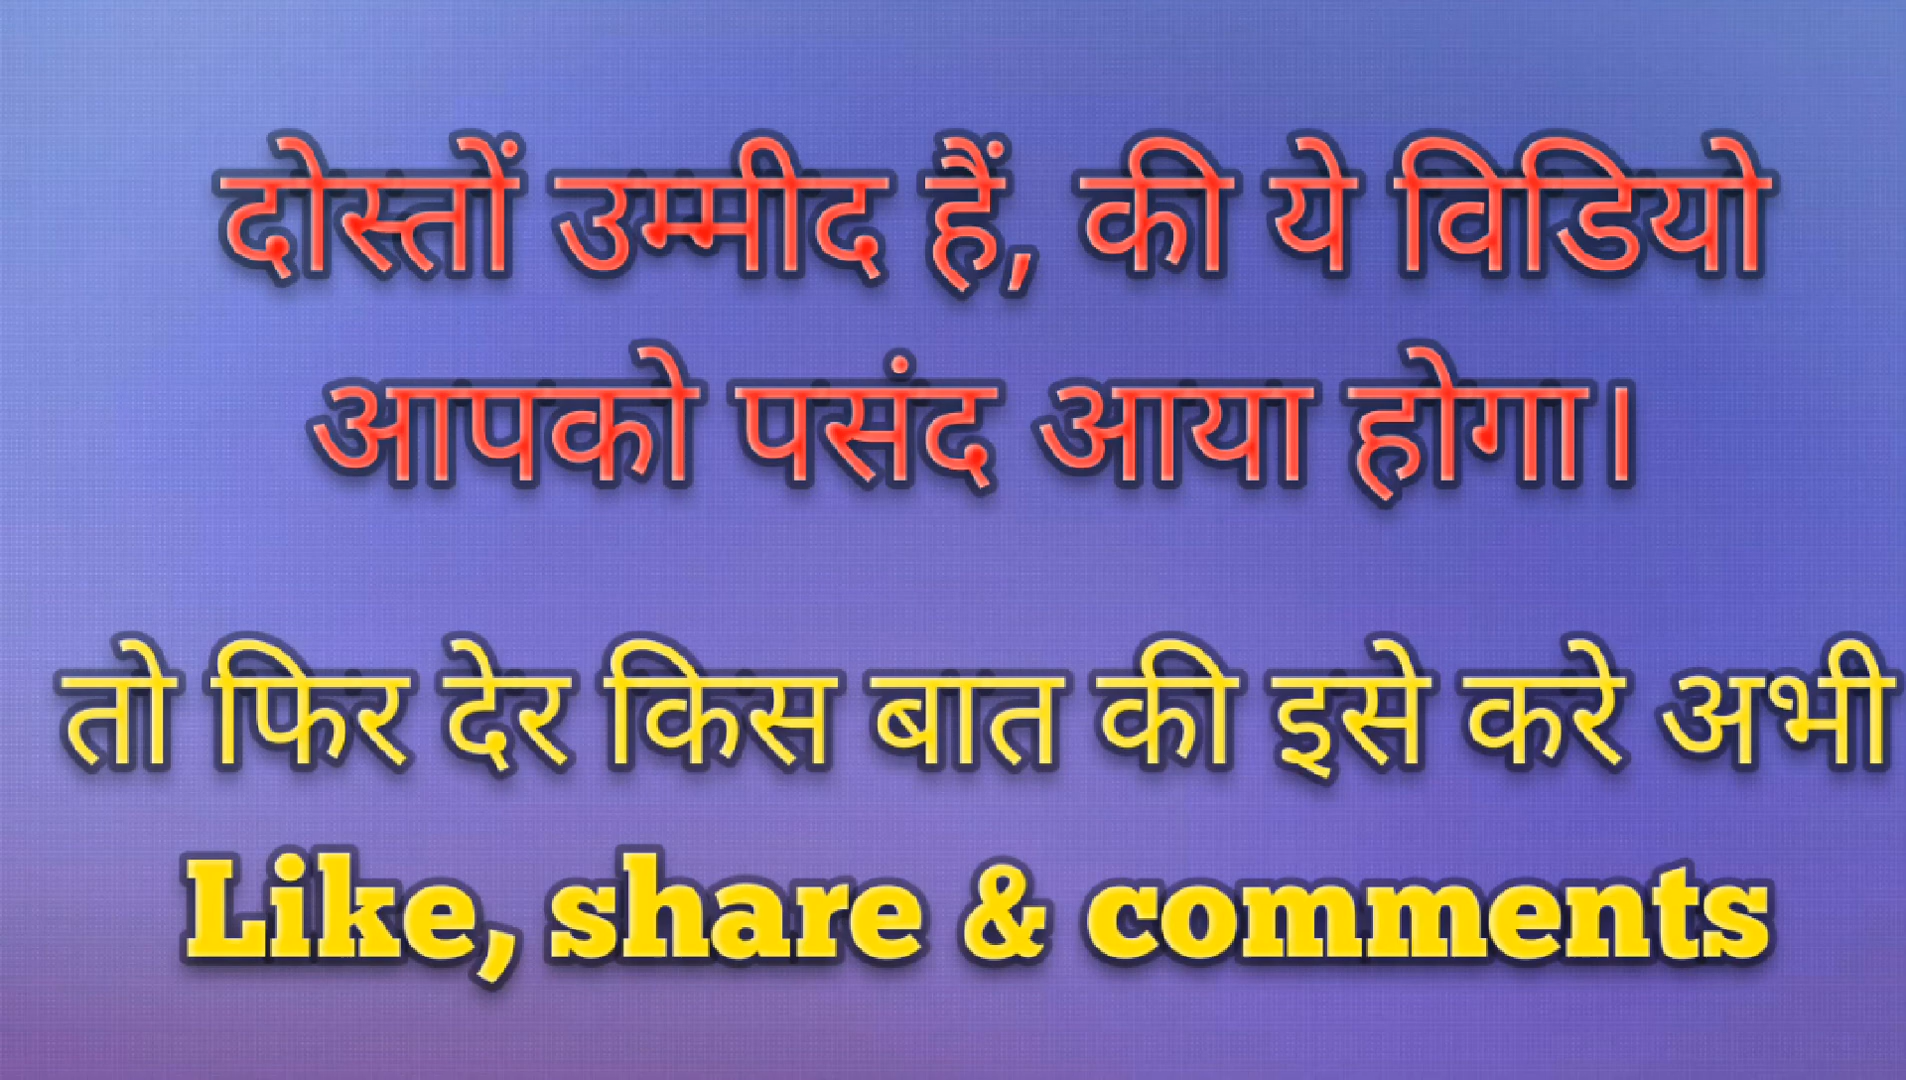 दोस्तों उम्मीद हैं, की ये विडियो
आपको पसंद आया होगा।
तो फिर देर किस बात की इसे करे अभी
Like, share & comments